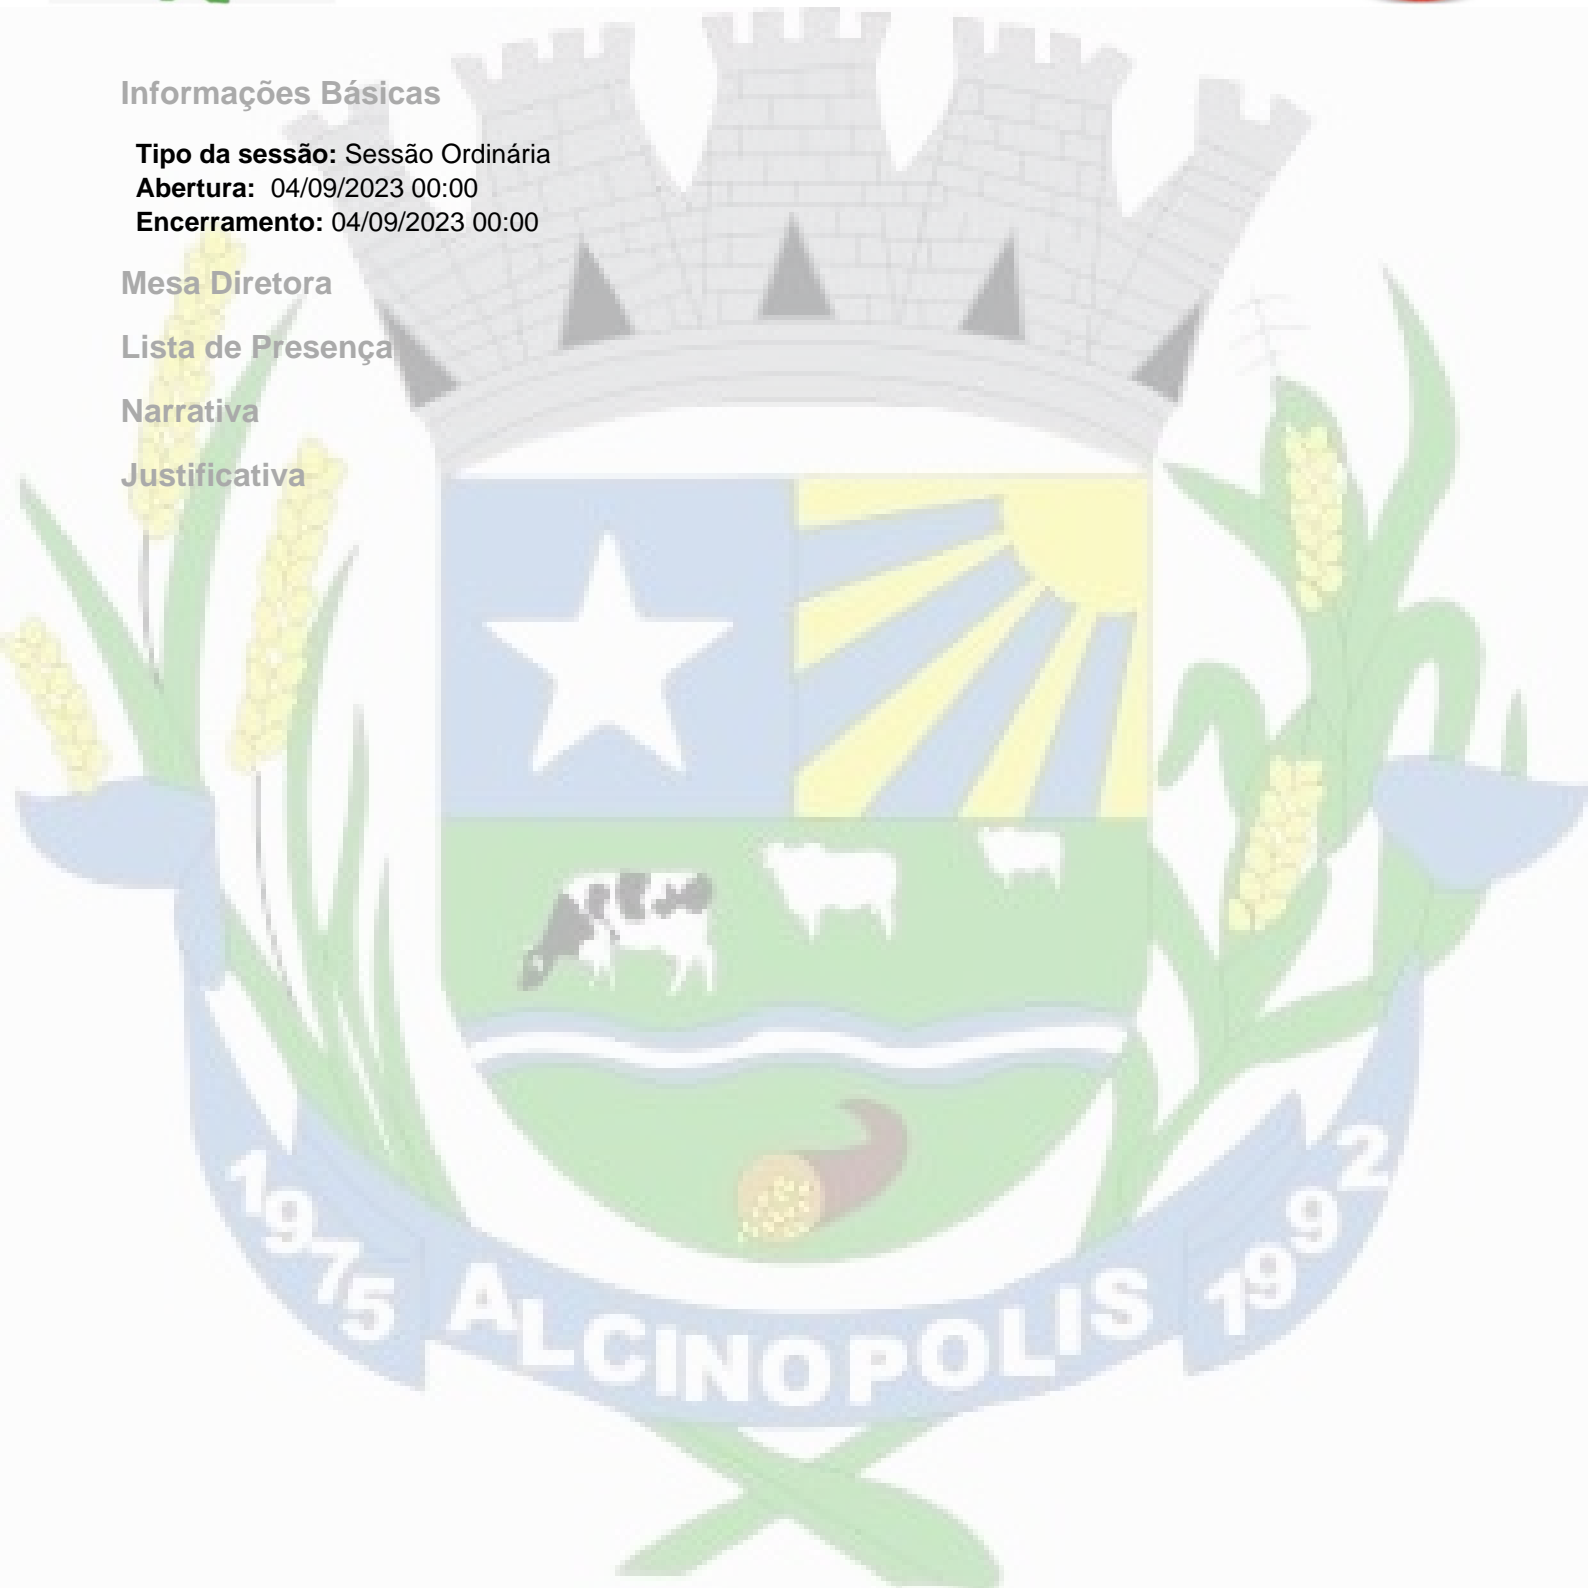 Informações Básicas
Tipo da sessão: Sessão Ordinária
Abertura: 04/09/2023 00:00
Encerramento: 04/09/2023 00:00
Mesa Diretora
Lista de Presença
Narrativa
Justificativa
1975 ALCINOPOLIS 1992